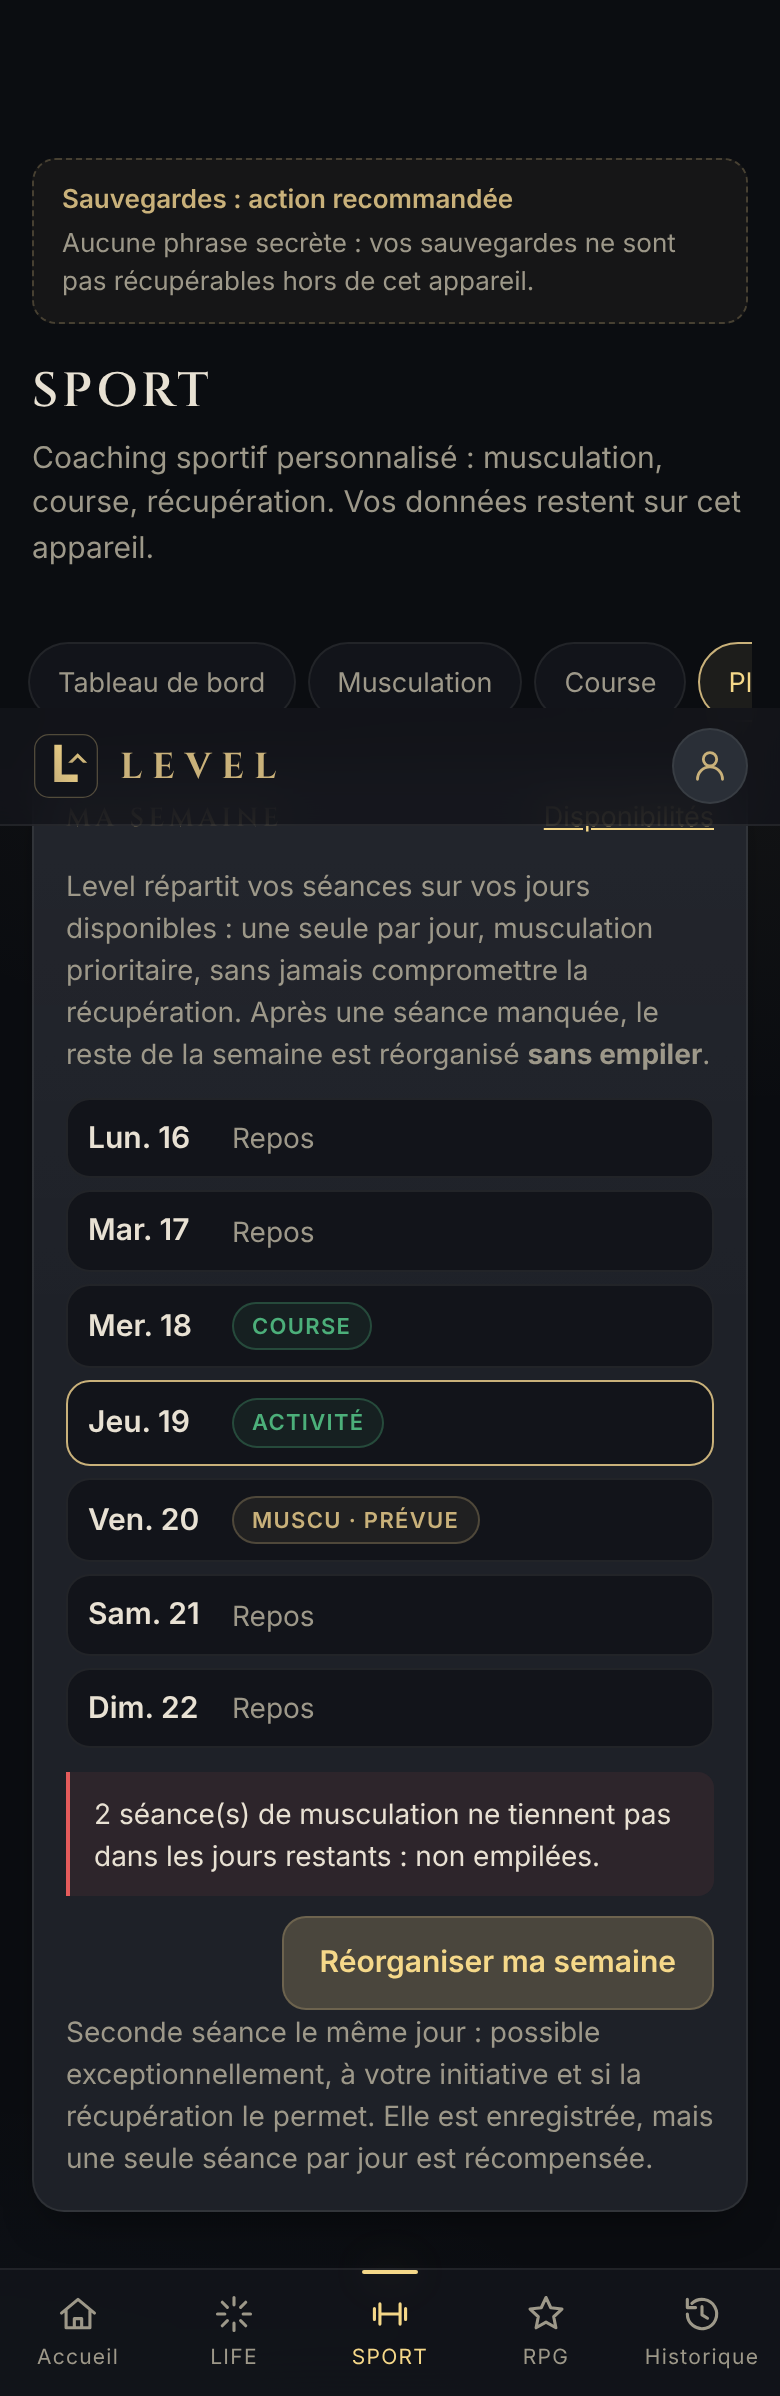 Sauvegardes : action recommandée
Aucune phrase secrète : vos sauvegardes ne sont
pas récupérables hors de cet appareil.
SPORT
Coaching sportif personnalisé : musculation,
course, récupération. Vos données restent sur cet
appareil.
Tableau de bord
Musculation
Course
Pl
LEVEL
MA SEMAINE
Disponibilités
Level répartit vos séances sur vos jours
disponibles : une seule par jour, musculation
prioritaire, sans jamais compromettre la
récupération. Après une séance manquée, le
reste de la semaine est réorganisé sans empiler.
Lun. 16 Repos
Mar. 17 Repos
Mer. 18 COURSE
Jeu. 19 ACTIVITÉ
Ven. 20 MUSCU · PRÉVUE
Sam. 21 Repos
Dim. 22 Repos
2 séance(s) de musculation ne tiennent pas
dans les jours restants : non empilées.
Réorganiser ma semaine
Seconde séance le même jour : possible
exceptionnellement, à votre initiative et si la
récupération le permet. Elle est enregistrée, mais
une seule séance par jour est récompensée.
Accueil
LIFE
SPORT
RPG
Historique